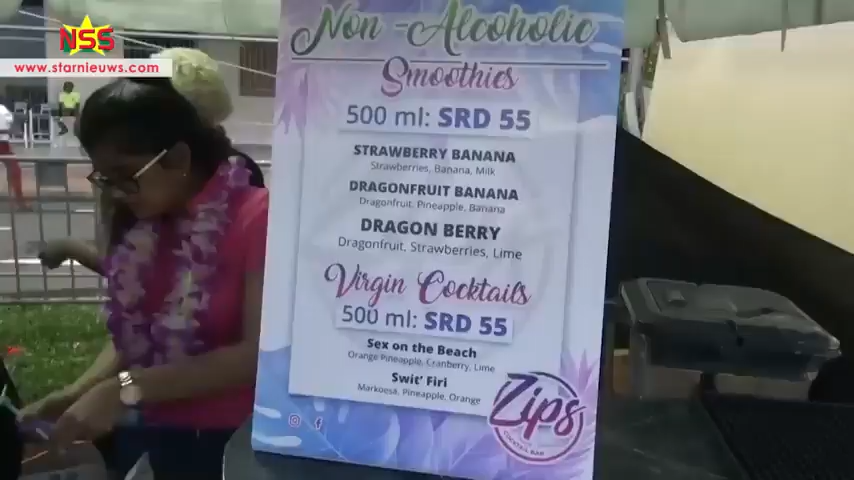 NSS
www.starnieuws.com
Non-Alcoholic
Smoothies
500 ml: SRD 55
STRAWBERRY BANANA
Strawberries, Banana, Milk
DRAGONFRUIT BANANA
Dragonfruit, Pineapple, Banana
DRAGON BERRY
Dragonfruit, Strawberries, Lime
Virgin Cocktails
500 ml: SRD 55
Sex on the Beach
Orange Pineapple, Cranberry, Lime
Swit' Firi
Markoesa, Pineapple, Orange
Zips
COCKTAIL BAR